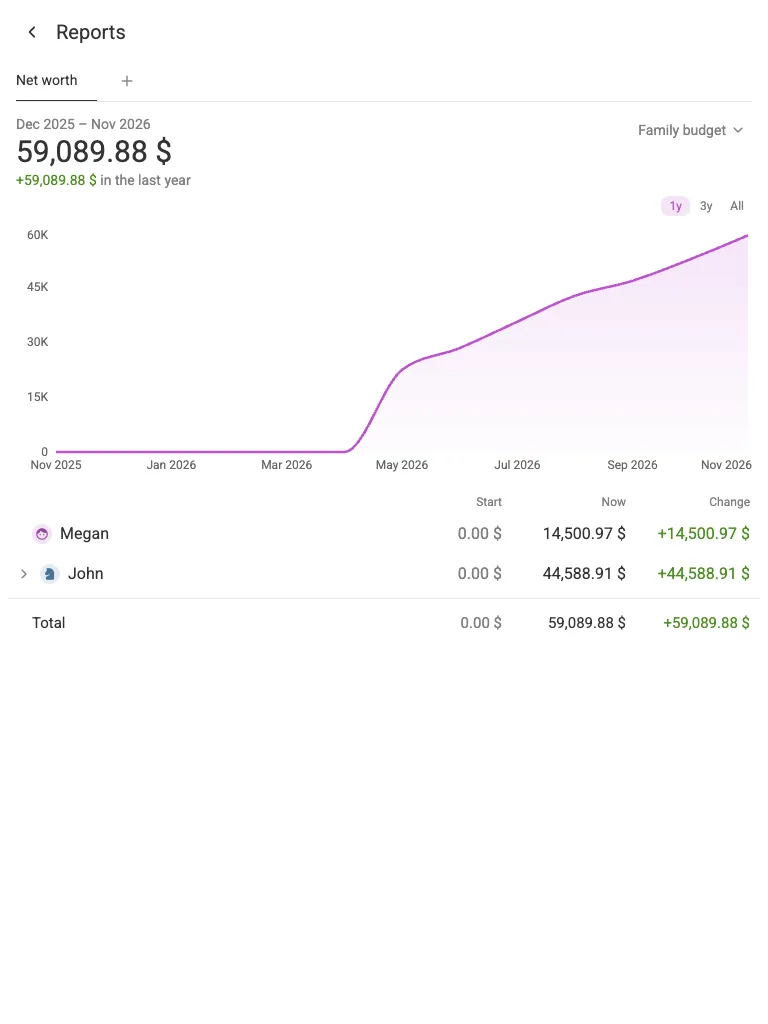 Reports
Net worth
Dec 2025 – Nov 2026
Family budget
59,089.88 $
+59,089.88 $ in the last year
1y 3y All
60K
45K
30K
15K
0
Nov 2025 Jan 2026 Mar 2026 May 2026 Jul 2026 Sep 2026 Nov 2026
Start Now Change
Megan 0.00 $ 14,500.97 $ +14,500.97 $
John 0.00 $ 44,588.91 $ +44,588.91 $
Total 0.00 $ 59,089.88 $ +59,089.88 $